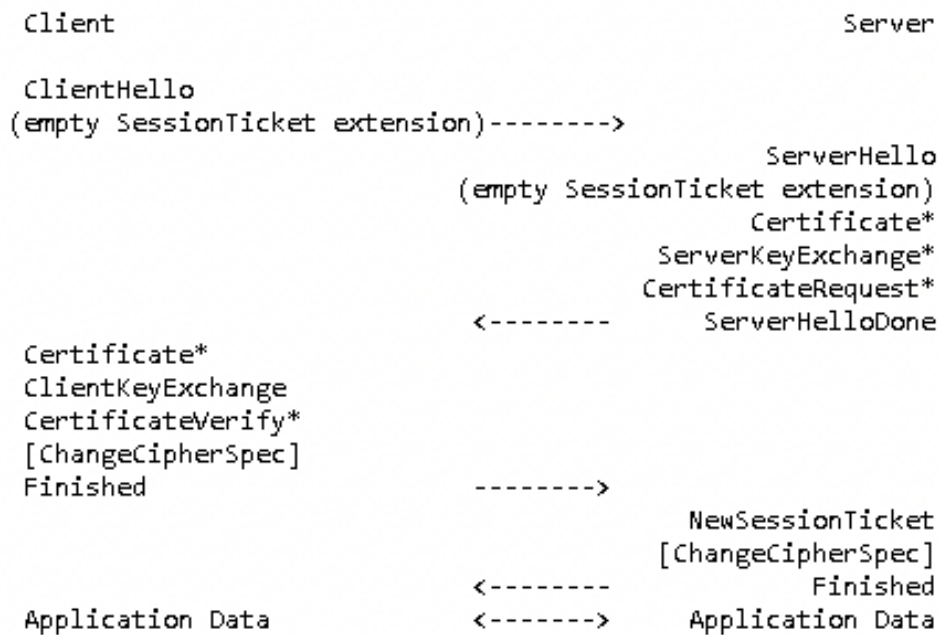 Client Server
ClientHello
(empty SessionTicket extension)-------->
ServerHello
(empty SessionTicket extension)
Certificate*
ServerKeyExchange*
CertificateRequest*
<-------- ServerHelloDone
Certificate*
ClientKeyExchange
CertificateVerify*
[ChangeCipherSpec]
Finished -------->
NewSessionTicket
[ChangeCipherSpec]
<-------- Finished
Application Data <-------> Application Data